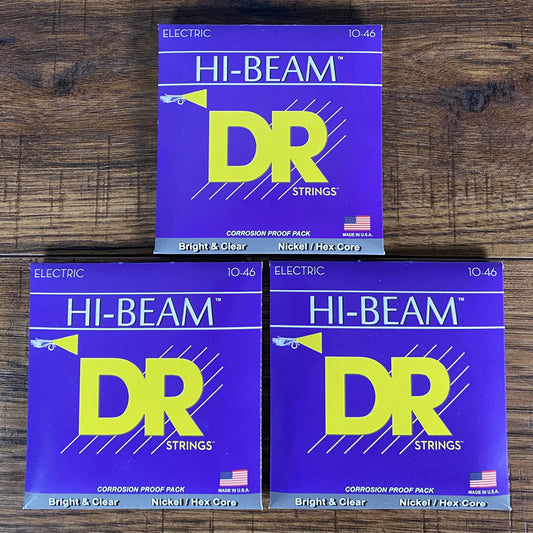 ELECTRIC 10-46
HI-BEAM™
DR
STRINGS™
CORROSION PROOF PACK
MADE IN U.S.A.
Bright & Clear Nickel / Hex Core
ELECTRIC 10-46
HI-BEAM™
DR
STRINGS™
CORROSION PROOF PACK
MADE IN U.S.A.
Bright & Clear Nickel / Hex Core
ELECTRIC 10-46
HI-BEAM™
DR
STRINGS™
CORROSION PROOF PACK
MADE IN U.S.A.
Bright & Clear Nickel / Hex Core